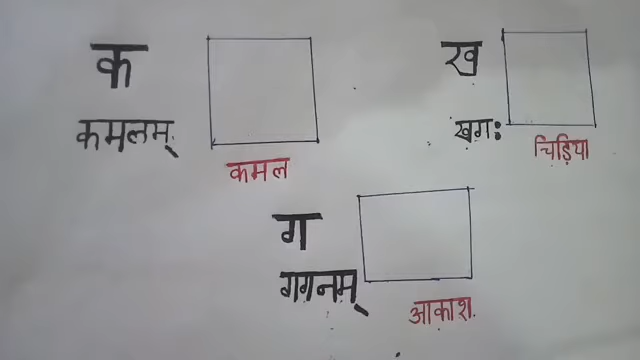 क
कमलम्
कमल
ख
खगः
चिड़िया
ग
गगनम्
आकाश